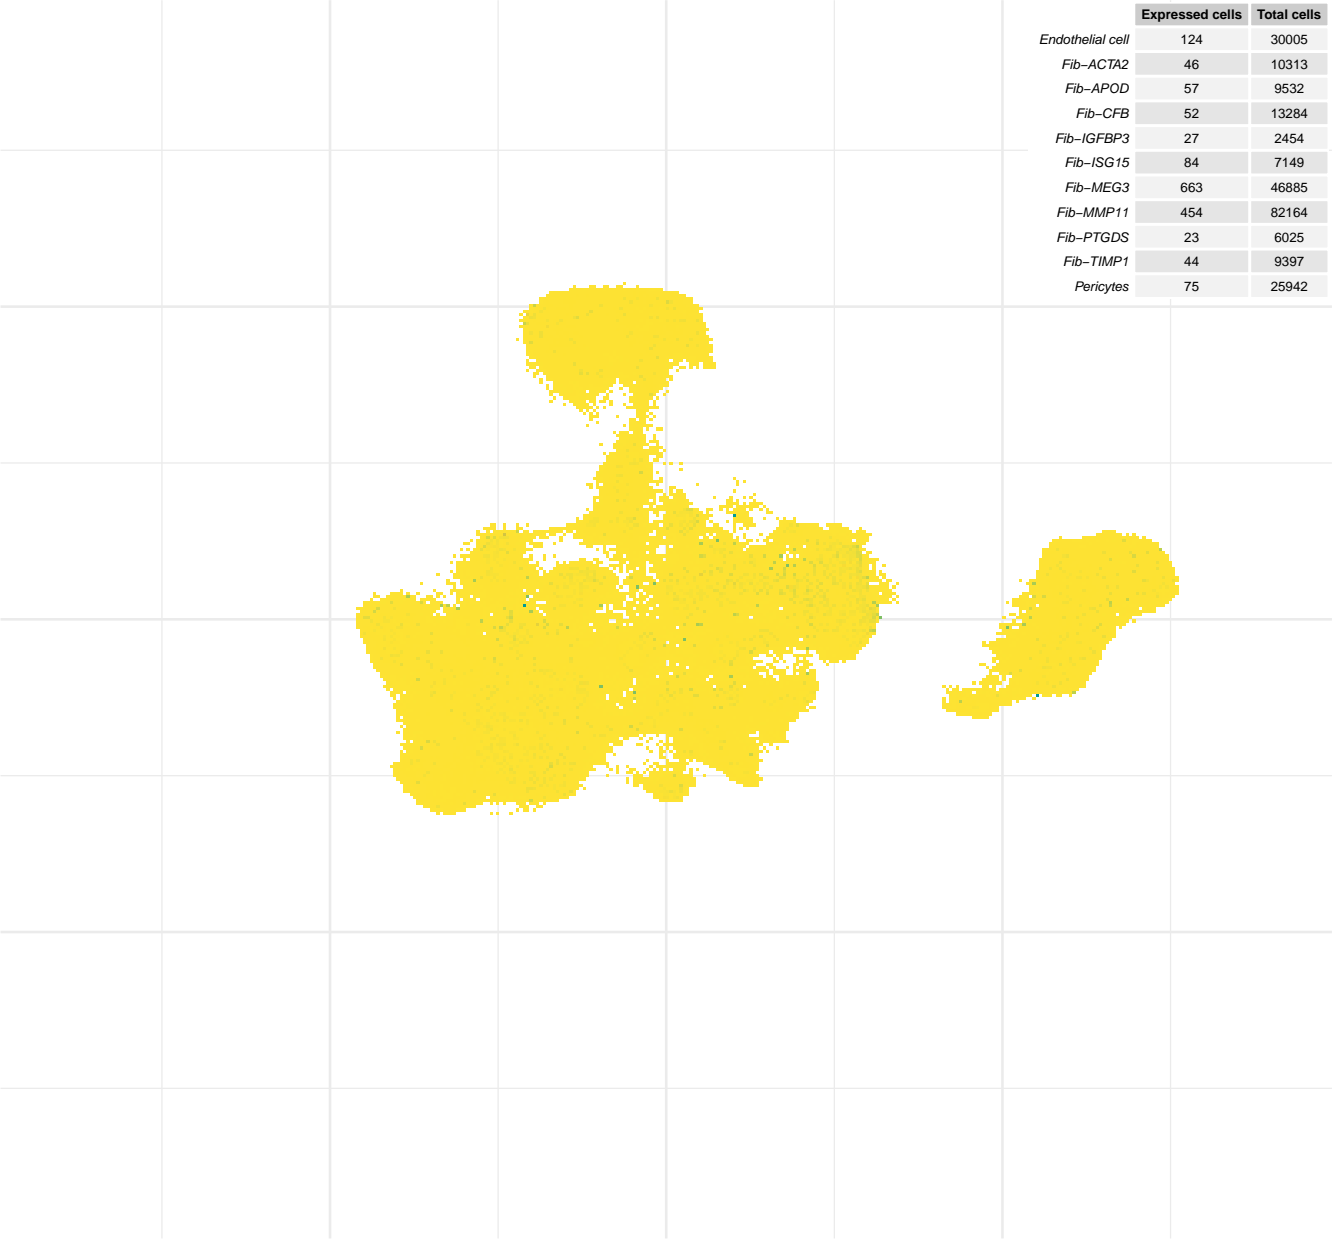 Expressed cells Total cells
Endothelial cell 124 30005
Fib−ACTA2 46 10313
Fib−APOD 57 9532
Fib−CFB 52 13284
Fib−IGFBP3 27 2454
Fib−ISG15 84 7149
Fib−MEG3 663 46885
Fib−MMP11 454 82164
Fib−PTGDS 23 6025
Fib−TIMP1 44 9397
Pericytes 75 25942